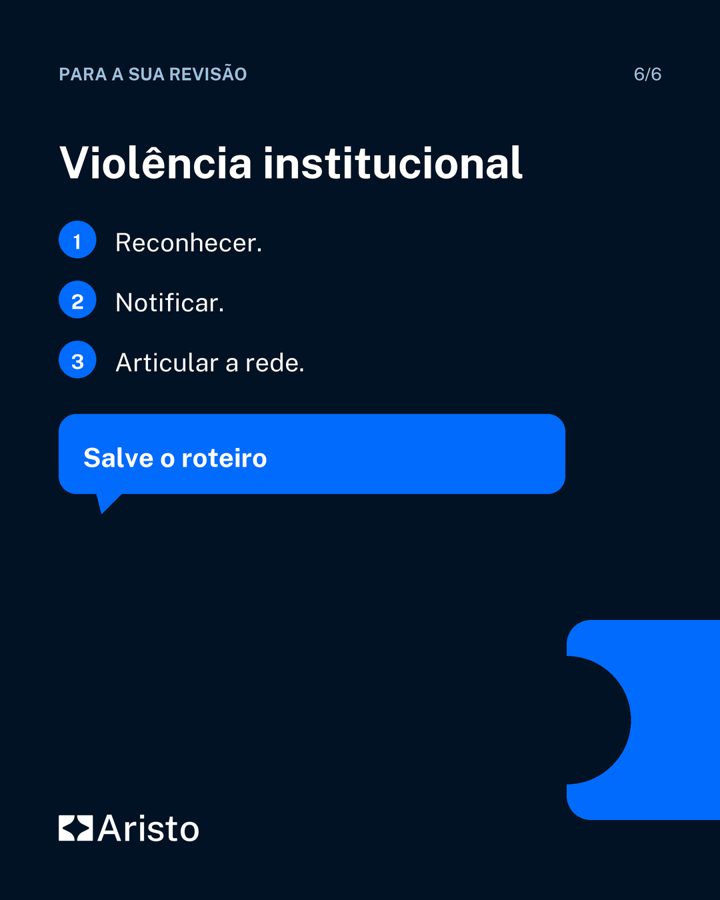 PARA A SUA REVISÃO
6/6
Violência institucional
1 Reconhecer.
2 Notificar.
3 Articular a rede.
Salve o roteiro
Aristo